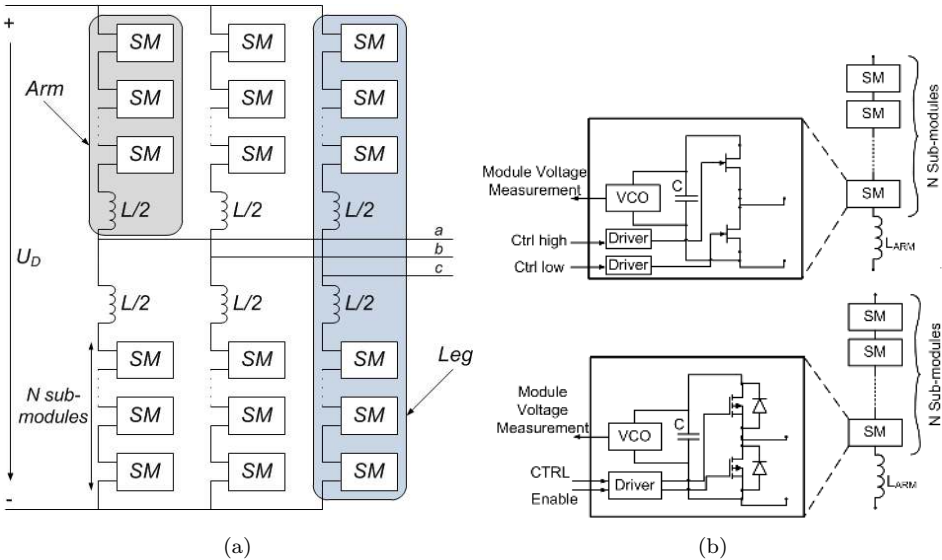 +
SM
SM
SM
Arm
SM
SM
SM
SM
SM
SM
L/2
L/2
L/2
a
b
c
U_D
L/2
L/2
L/2
Leg
N sub-
modules
SM
SM
SM
SM
SM
SM
SM
SM
SM
-
(a)
SM
SM
SM
N Sub-modules
L_ARM
Module Voltage
Measurement
VCO
C
Ctrl high
Driver
Ctrl low
Driver
SM
SM
SM
N Sub-modules
L_ARM
Module
Voltage
Measurement
VCO
C
CTRL
Enable
Driver
(b)